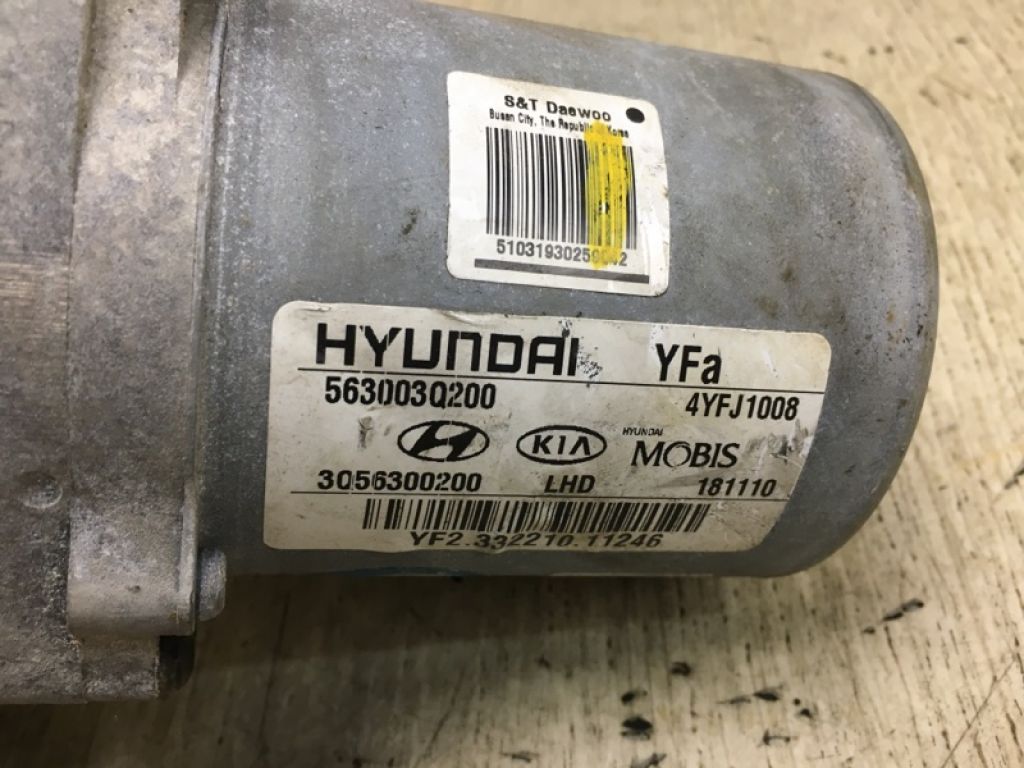 S&T Daewoo
Busan City, The Republic of Korea
HYUNDAI YFa
563003Q200 4YFJ1008
KIA HYUNDAI MOBIS
3Q56300200 LHD 181110
YF2.332210.11246